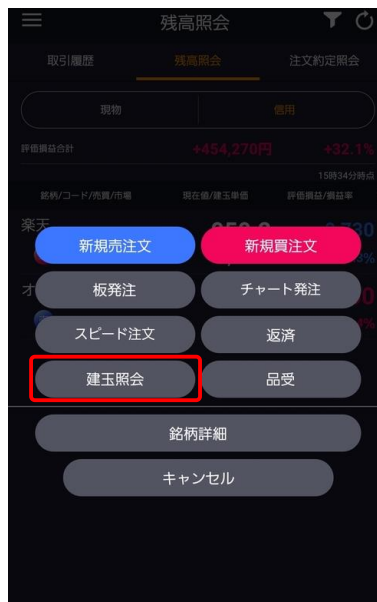 残高照会
取引履歴 残高照会 注文約定照会
現物 信用
評価損益合計 +454,270円 +32.1%
15時34分時点
銘柄/コード/売買/市場 現在値/建玉単価 評価損益/損益率
楽天
新規売注文 新規買注文
板発注 チャート発注
スピード注文 返済
建玉照会 品受
銘柄詳細
キャンセル